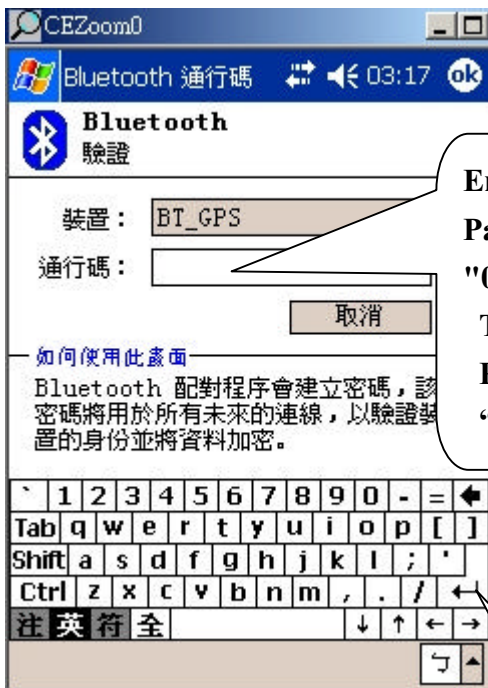 CEZoom0
Bluetooth 通行碼 03:17 ok
Bluetooth
驗證
裝置： BT_GPS
通行碼：
取消
如何使用此畫面
Bluetooth 配對程序會建立密碼，該
密碼將用於所有未來的連線，以驗證裝
置的身份並將資料加密。
` 1 2 3 4 5 6 7 8 9 0 - =
Tab q w e r t y u i o p [ ]
Shift a s d f g h j k l ; '
Ctrl z x c v b n m , . /
注 英 符 全 ↓ ↑ ← →
ㄅ